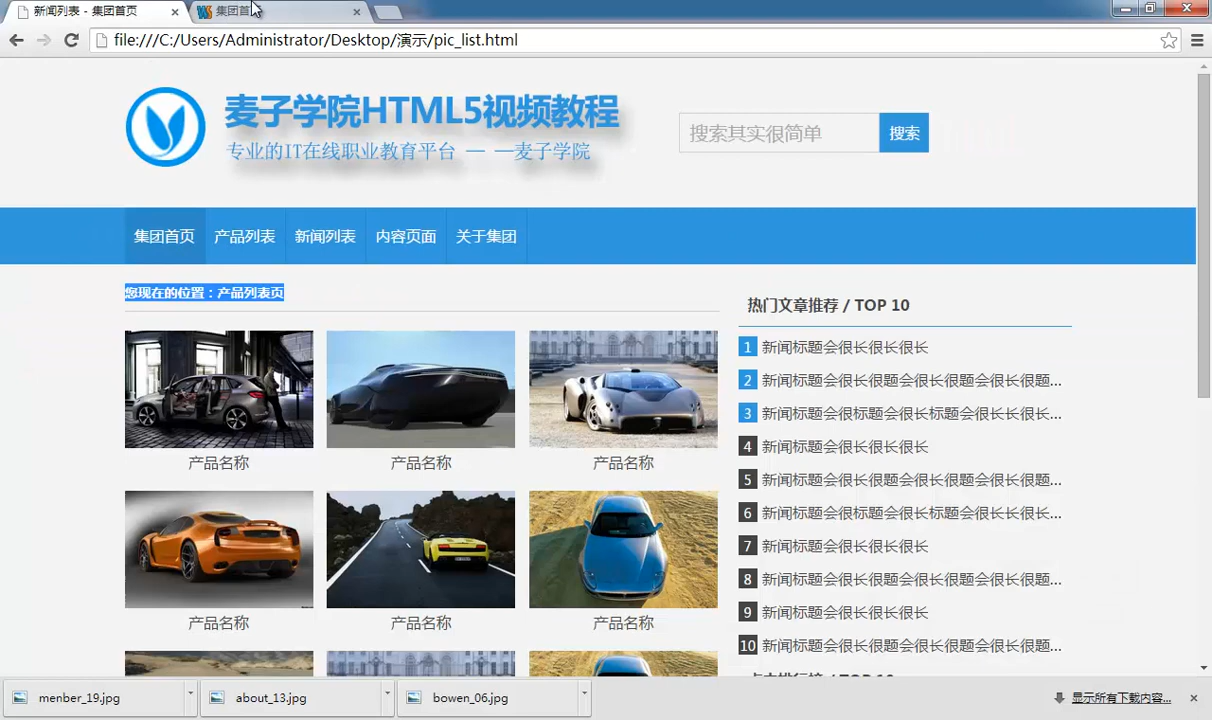 新闻列表 - 集团首页
集团首
file:///C:/Users/Administrator/Desktop/演示/pic_list.html
麦子学院HTML5视频教程
专业的IT在线职业教育平台 — —麦子学院
搜索其实很简单
搜索
集团首页
产品列表
新闻列表
内容页面
关于集团
您现在的位置：产品列表页
产品名称
产品名称
产品名称
产品名称
产品名称
产品名称
热门文章推荐 / TOP 10
1 新闻标题会很长很长很长
2 新闻标题会很长很题会很长很题会很长很题...
3 新闻标题会很标题会很长标题会很长长很长...
4 新闻标题会很长很长很长
5 新闻标题会很长很题会很长很题会很长很题...
6 新闻标题会很标题会很长标题会很长长很长...
7 新闻标题会很长很长很长
8 新闻标题会很长很题会很长很题会很长很题...
9 新闻标题会很长很长很长
10 新闻标题会很长很题会很长很题会很长很题...
menber_19.jpg
about_13.jpg
bowen_06.jpg
显示所有下载内容...